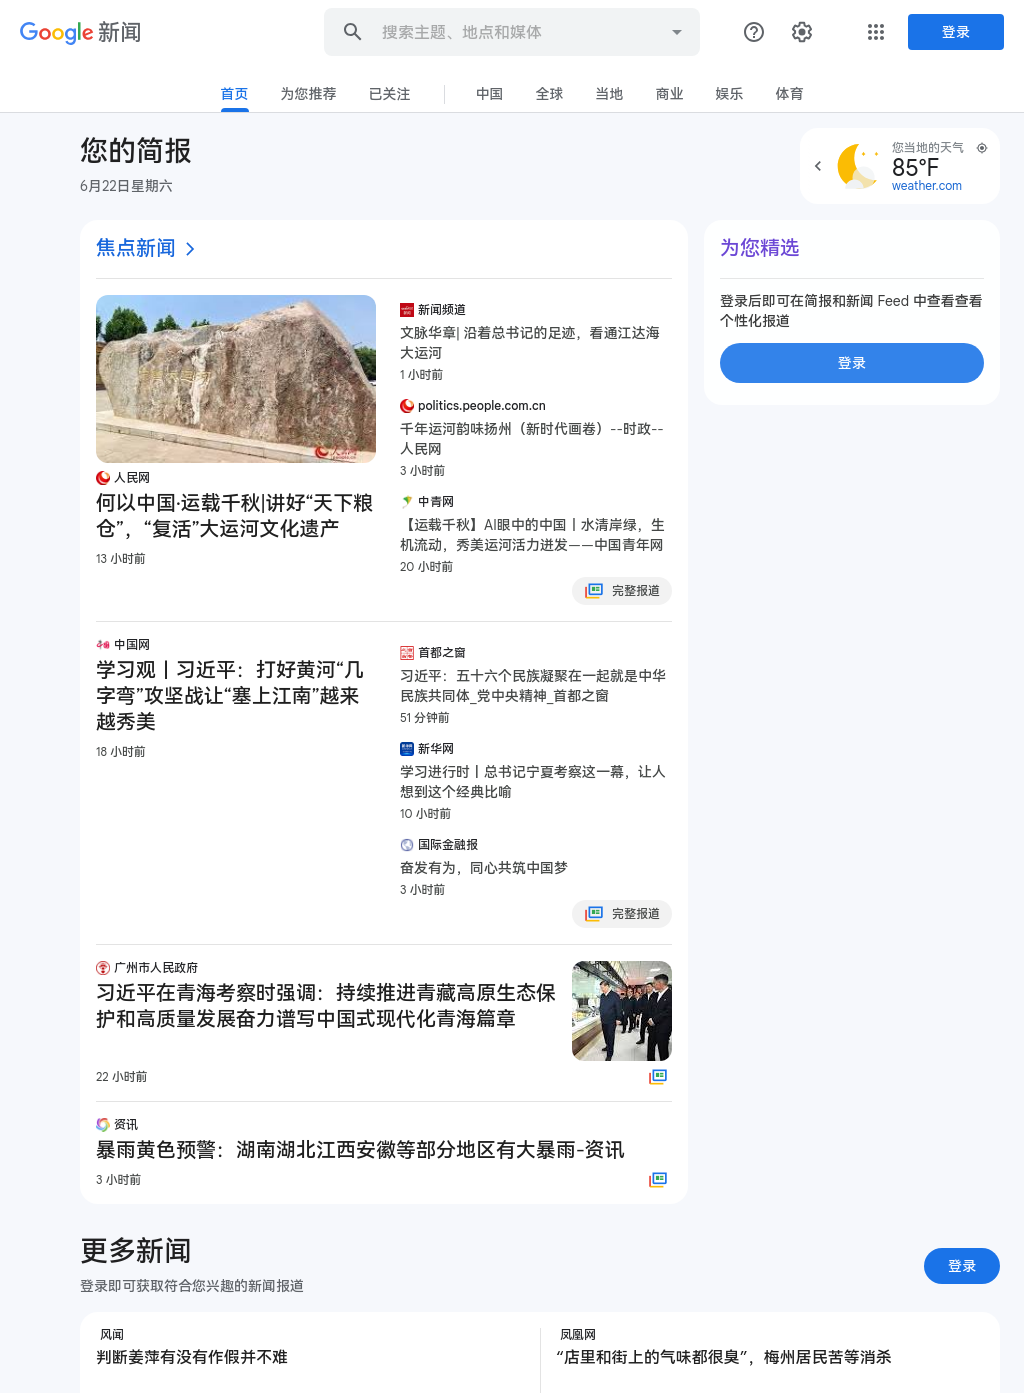 Google 新闻
搜索主题、地点和媒体
登录
首页
为您推荐
已关注
中国
全球
当地
商业
娱乐
体育
您的简报
6月22日星期六
您当地的天气
85°F
weather.com
焦点新闻
人民网
何以中国·运载千秋|讲好“天下粮
仓”，“复活”大运河文化遗产
13 小时前
新闻频道
文脉华章| 沿着总书记的足迹，看通江达海
大运河
1 小时前
politics.people.com.cn
千年运河韵味扬州（新时代画卷）--时政--
人民网
3 小时前
中青网
【运载千秋】AI眼中的中国丨水清岸绿，生
机流动，秀美运河活力迸发——中国青年网
20 小时前
完整报道
中国网
学习观丨习近平：打好黄河“几
字弯”攻坚战让“塞上江南”越来
越秀美
18 小时前
首都之窗
习近平：五十六个民族凝聚在一起就是中华
民族共同体_党中央精神_首都之窗
51 分钟前
新华网
学习进行时丨总书记宁夏考察这一幕，让人
想到这个经典比喻
10 小时前
国际金融报
奋发有为，同心共筑中国梦
3 小时前
完整报道
广州市人民政府
习近平在青海考察时强调：持续推进青藏高原生态保
护和高质量发展奋力谱写中国式现代化青海篇章
22 小时前
资讯
暴雨黄色预警：湖南湖北江西安徽等部分地区有大暴雨-资讯
3 小时前
为您精选
登录后即可在简报和新闻 Feed 中查看查看
个性化报道
登录
更多新闻
登录即可获取符合您兴趣的新闻报道
登录
风闻
判断姜萍有没有作假并不难
凤凰网
“店里和街上的气味都很臭”，梅州居民苦等消杀